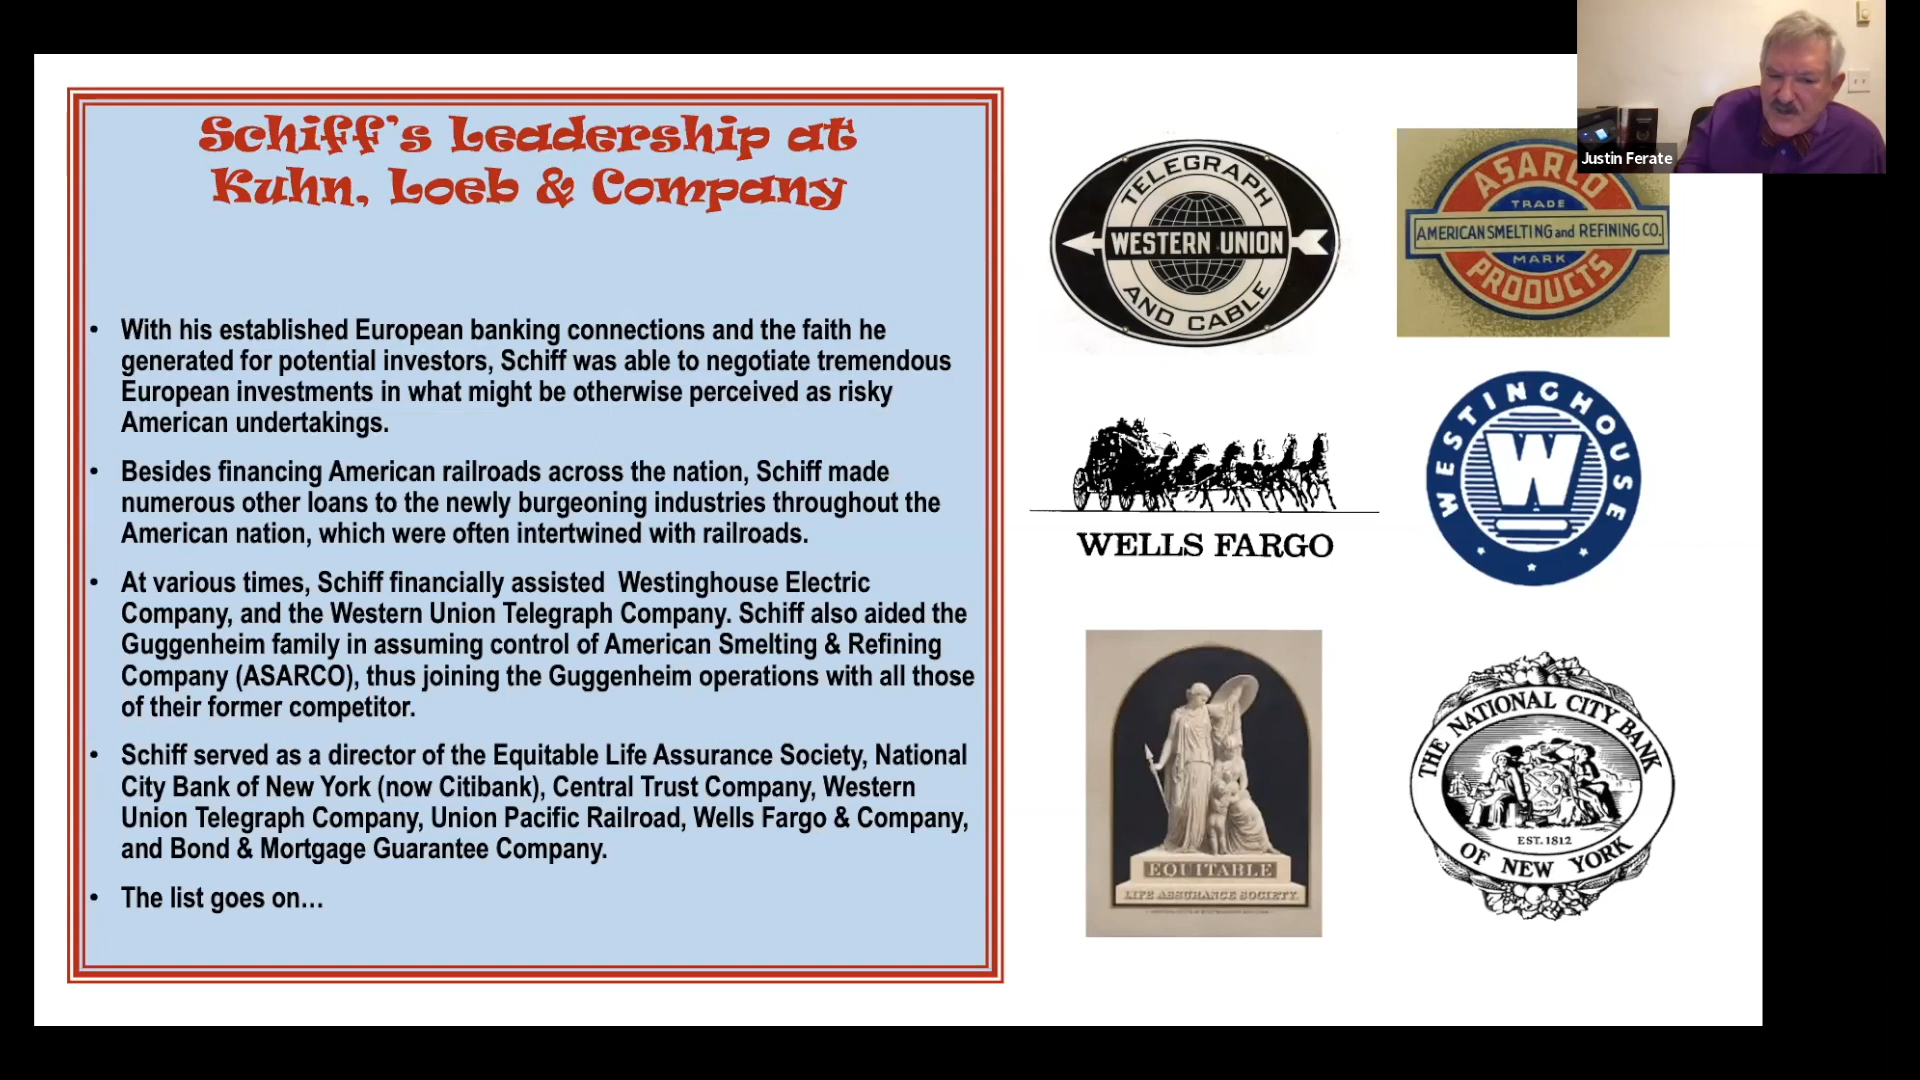 Schiff's Leadership at
Kuhn, Loeb & Company
• With his established European banking connections and the faith he
generated for potential investors, Schiff was able to negotiate tremendous
European investments in what might be otherwise perceived as risky
American undertakings.
• Besides financing American railroads across the nation, Schiff made
numerous other loans to the newly burgeoning industries throughout the
American nation, which were often intertwined with railroads.
• At various times, Schiff financially assisted Westinghouse Electric
Company, and the Western Union Telegraph Company. Schiff also aided the
Guggenheim family in assuming control of American Smelting & Refining
Company (ASARCO), thus joining the Guggenheim operations with all those
of their former competitor.
• Schiff served as a director of the Equitable Life Assurance Society, National
City Bank of New York (now Citibank), Central Trust Company, Western
Union Telegraph Company, Union Pacific Railroad, Wells Fargo & Company,
and Bond & Mortgage Guarantee Company.
• The list goes on...
TELEGRAPH
WESTERN UNION
AND CABLE
ASARCO
TRADE
AMERICAN SMELTING and REFINING CO.
MARK
PRODUCTS
WELLS FARGO
WESTINGHOUSE
W
EQUITABLE
LIFE ASSURANCE SOCIETY.
THE NATIONAL CITY BANK
EST. 1812
OF NEW YORK
Justin Ferate